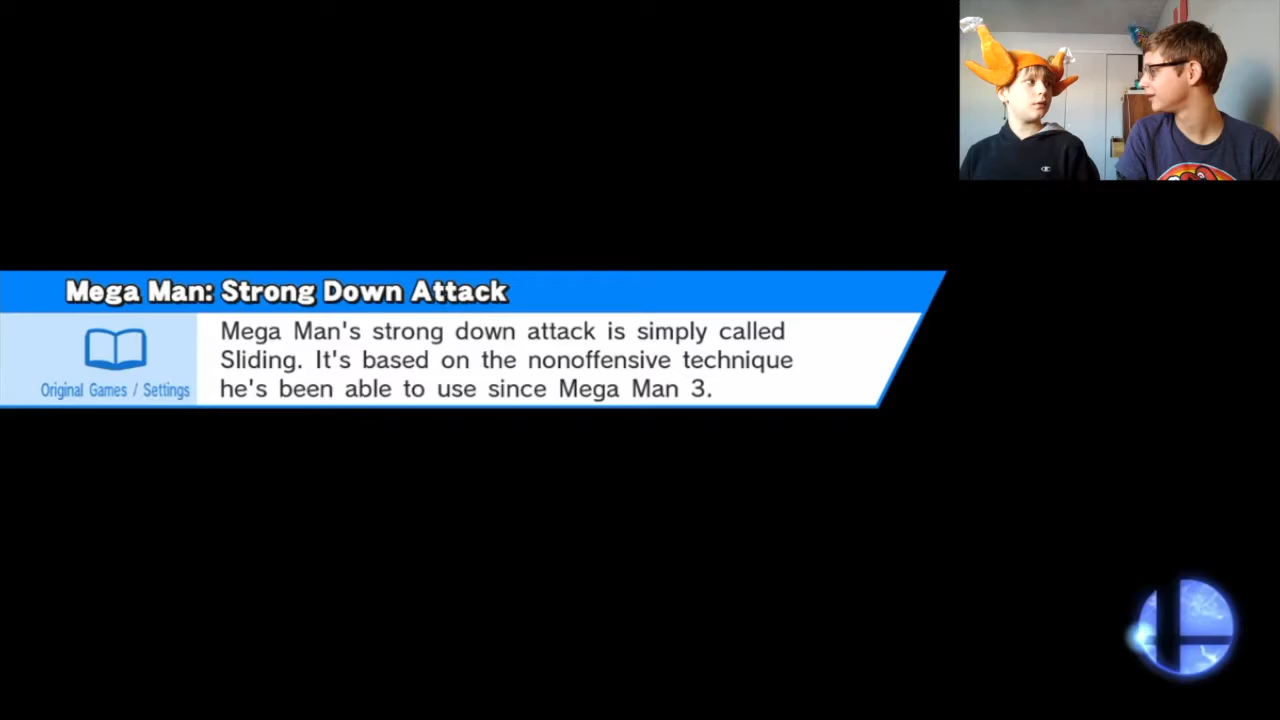 Mega Man: Strong Down Attack
Mega Man's strong down attack is simply called
Sliding. It's based on the nonoffensive technique
he's been able to use since Mega Man 3.
Original Games / Settings